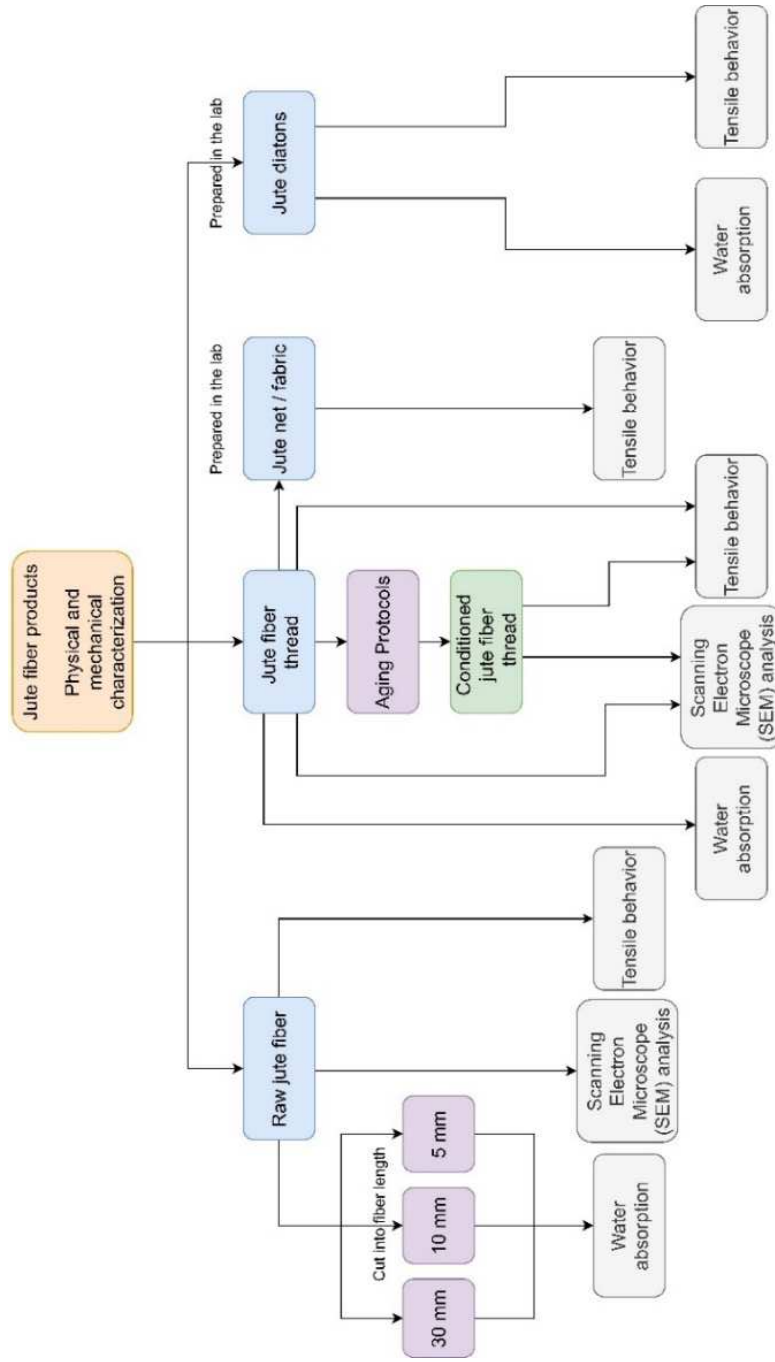 Jute fiber products
Physical and
mechanical
characterization
Raw jute fiber
Cut into fiber length
30 mm
10 mm
5 mm
Water
absorption
Scanning
Electron
Microscope
(SEM) analysis
Tensile behavior
Jute fiber
thread
Aging Protocols
Conditioned
jute fiber
thread
Water
absorption
Scanning
Electron
Microscope
(SEM) analysis
Tensile behavior
Prepared in the lab
Jute net / fabric
Tensile behavior
Prepared in the lab
Jute diatons
Water
absorption
Tensile behavior